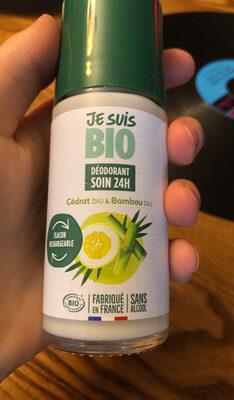 JE SUIS
BIO
DÉODORANT
SOIN 24H
Cédrat bio & Bambou bio
FLACON
RECHARGEABLE
BIO
FABRIQUÉ
EN FRANCE
SANS
ALCOOL